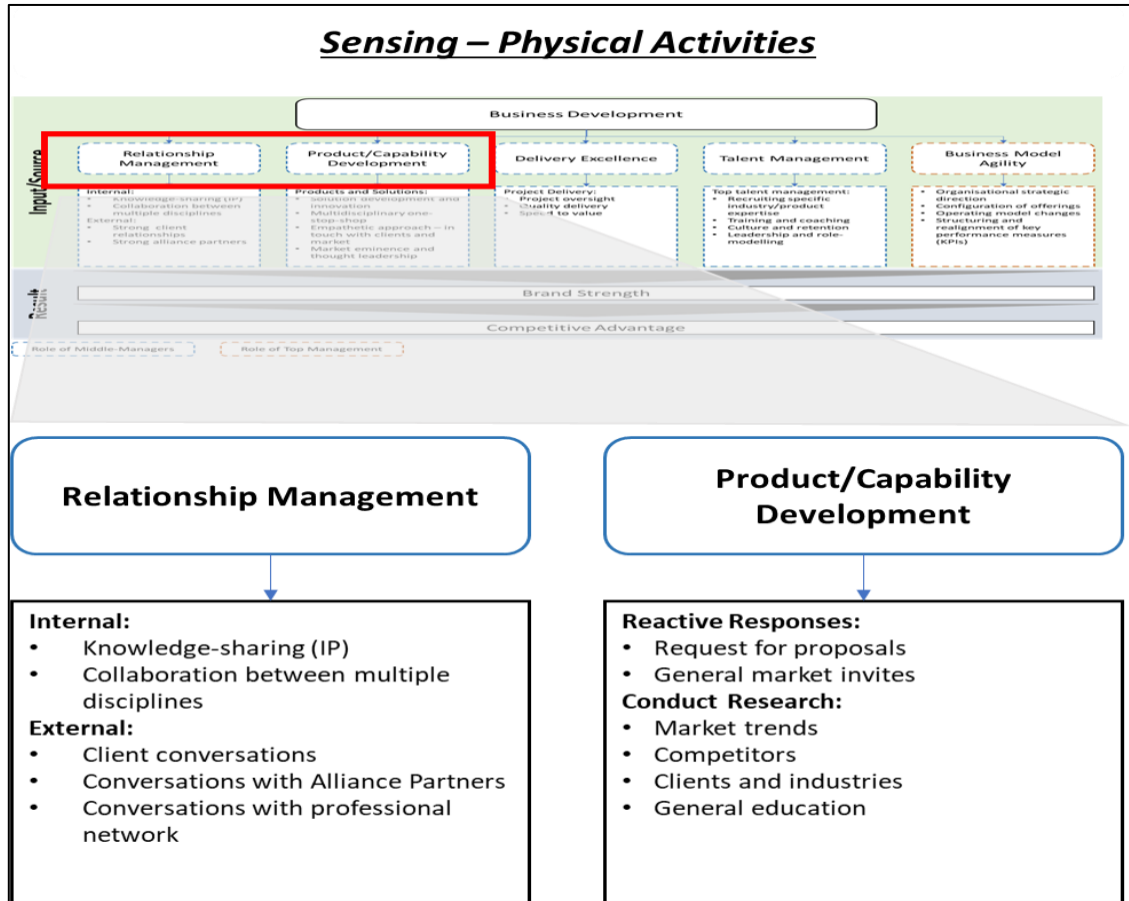 Sensing – Physical Activities
Business Development
Input/Source
Relationship
Management
Product/Capability
Development
Delivery Excellence
Talent Management
Business Model
Agility
Internal:
• Knowledge-sharing (IP)
• Collaboration between
multiple disciplines
External:
• Strong client
relationships
• Strong alliance partners
Products and Solutions:
• Solution development and
innovation
• Multidisciplinary one-
stop-shop
• Empathetic approach – in
touch with clients and
market
• Market eminence and
thought leadership
Project Delivery:
• Project oversight
• Quality delivery
• Speed to value
Top talent management:
• Recruiting specific
industry/product
expertise
• Training and coaching
• Culture and retention
• Leadership and role-
modelling
• Organisational strategic
direction
• Configuration of offerings
• Operating model changes
• Structuring and
realignment of key
performance measures
(KPIs)
Result
Brand Strength
Competitive Advantage
Role of Middle-Managers
Role of Top Management
Relationship Management
Product/Capability
Development
Internal:
• Knowledge-sharing (IP)
• Collaboration between multiple
disciplines
External:
• Client conversations
• Conversations with Alliance Partners
• Conversations with professional
network
Reactive Responses:
• Request for proposals
• General market invites
Conduct Research:
• Market trends
• Competitors
• Clients and industries
• General education